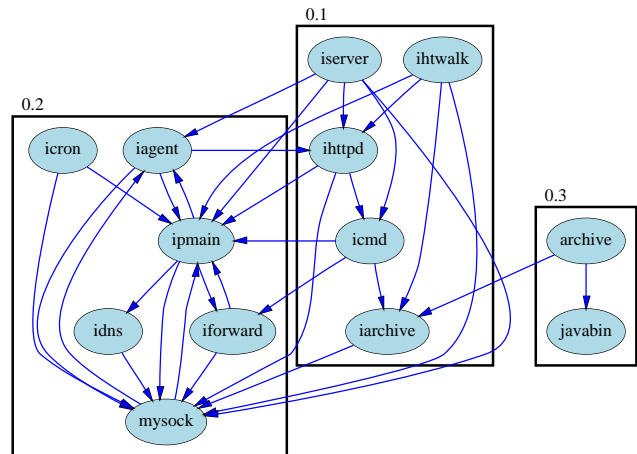 0.1
iserver
ihtwalk
0.2
icron
iagent
ihttpd
0.3
ipmain
icmd
archive
idns
iforward
iarchive
javabin
mysock